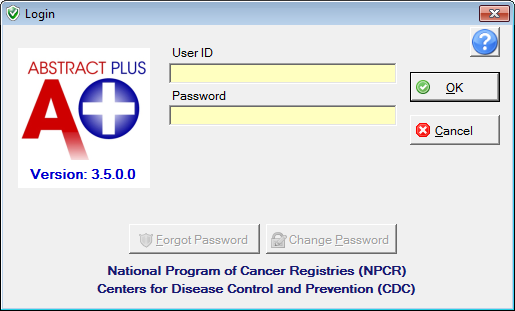 Login
User ID
Password
ABSTRACT PLUS
A+
Version: 3.5.0.0
?
OK
Cancel
Forgot Password
Change Password
National Program of Cancer Registries (NPCR)
Centers for Disease Control and Prevention (CDC)